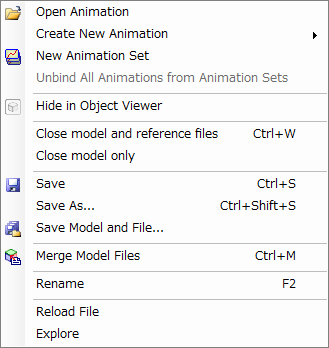 Open Animation
Create New Animation
New Animation Set
Unbind All Animations from Animation Sets
Hide in Object Viewer
Close model and reference files Ctrl+W
Close model only
Save Ctrl+S
Save As... Ctrl+Shift+S
Save Model and File...
Merge Model Files Ctrl+M
Rename F2
Reload File
Explore